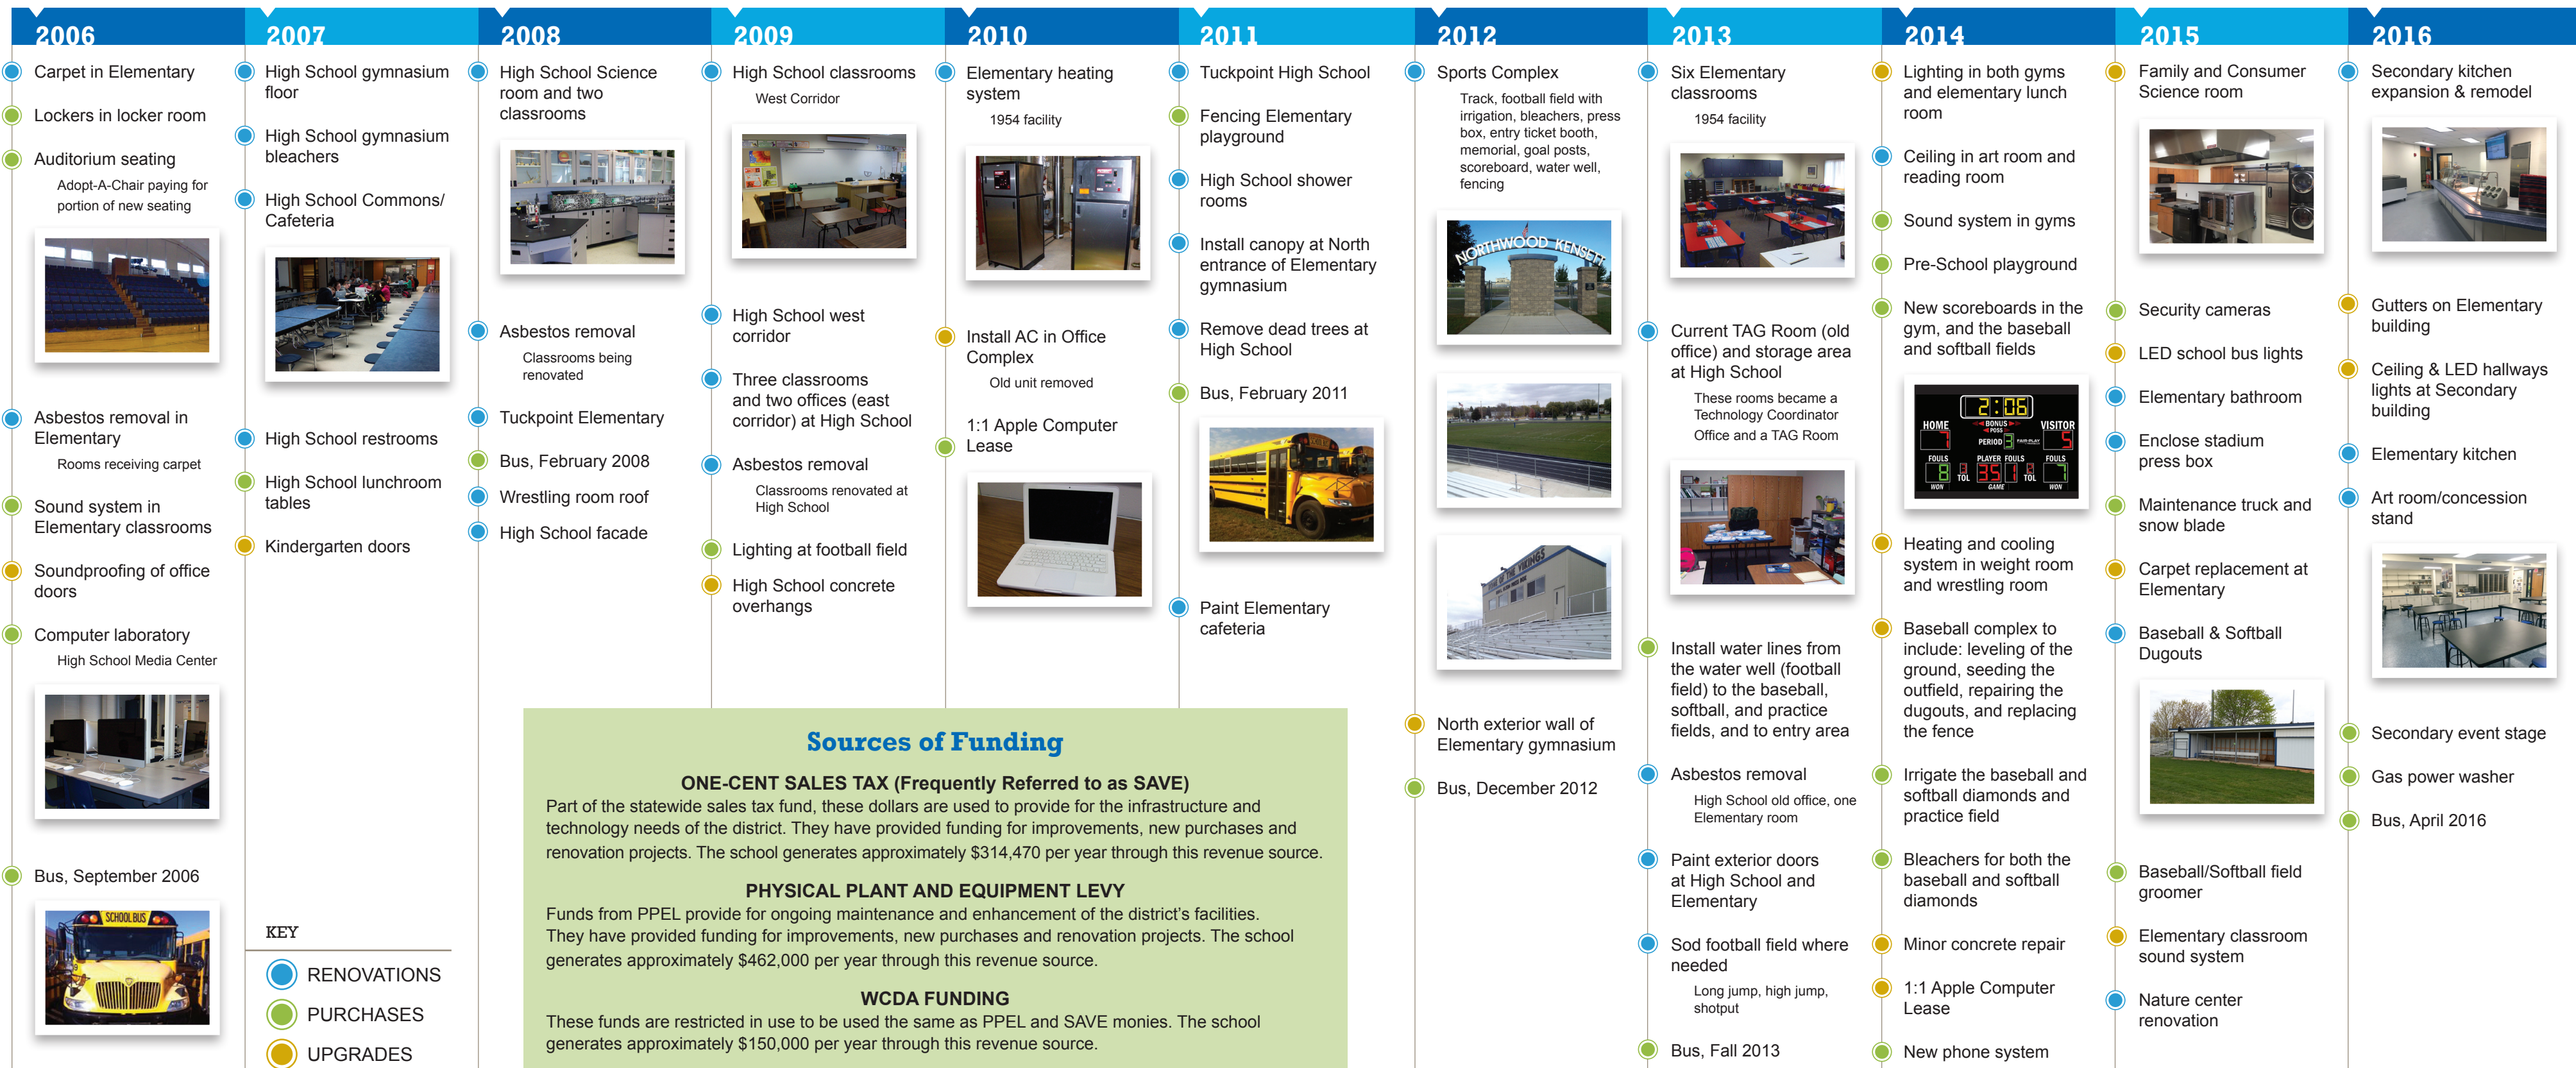 2006
Carpet in Elementary
Lockers in locker room
Auditorium seating
Adopt-A-Chair paying for
portion of new seating
Asbestos removal in
Elementary
Rooms receiving carpet
Sound system in
Elementary classrooms
Soundproofing of office
doors
Computer laboratory
High School Media Center
Bus, September 2006
SCHOOL BUS
2007
High School gymnasium
floor
High School gymnasium
bleachers
High School Commons/
Cafeteria
High School restrooms
High School lunchroom
tables
Kindergarten doors
KEY
RENOVATIONS
PURCHASES
UPGRADES
2008
High School Science
room and two
classrooms
Asbestos removal
Classrooms being
renovated
Tuckpoint Elementary
Bus, February 2008
Wrestling room roof
High School facade
2009
High School classrooms
West Corridor
High School west
corridor
Three classrooms
and two offices (east
corridor) at High School
Asbestos removal
Classrooms renovated at
High School
Lighting at football field
High School concrete
overhangs
2010
Elementary heating
system
1954 facility
Install AC in Office
Complex
Old unit removed
1:1 Apple Computer
Lease
2011
Tuckpoint High School
Fencing Elementary
playground
High School shower
rooms
Install canopy at North
entrance of Elementary
gymnasium
Remove dead trees at
High School
Bus, February 2011
Paint Elementary
cafeteria
Sources of Funding
ONE-CENT SALES TAX (Frequently Referred to as SAVE)
Part of the statewide sales tax fund, these dollars are used to provide for the infrastructure and
technology needs of the district. They have provided funding for improvements, new purchases and
renovation projects. The school generates approximately $314,470 per year through this revenue source.
PHYSICAL PLANT AND EQUIPMENT LEVY
Funds from PPEL provide for ongoing maintenance and enhancement of the district's facilities.
They have provided funding for improvements, new purchases and renovation projects. The school
generates approximately $462,000 per year through this revenue source.
WCDA FUNDING
These funds are restricted in use to be used the same as PPEL and SAVE monies. The school
generates approximately $150,000 per year through this revenue source.
2012
Sports Complex
Track, football field with
irrigation, bleachers, press
box, entry ticket booth,
memorial, goal posts,
scoreboard, water well,
fencing
NORTHWOOD KENSETT
OF THE VIKINGS
North exterior wall of
Elementary gymnasium
Bus, December 2012
2013
Six Elementary
classrooms
1954 facility
Current TAG Room (old
office) and storage area
at High School
These rooms became a
Technology Coordinator
Office and a TAG Room
Install water lines from
the water well (football
field) to the baseball,
softball, and practice
fields, and to entry area
Asbestos removal
High School old office, one
Elementary room
Paint exterior doors
at High School and
Elementary
Sod football field where
needed
Long jump, high jump,
shotput
Bus, Fall 2013
2014
Lighting in both gyms
and elementary lunch
room
Ceiling in art room and
reading room
Sound system in gyms
Pre-School playground
New scoreboards in the
gym, and the baseball
and softball fields
2:06
HOME BONUS VISITOR
POSS
7 PERIOD 3 FAIR-PLAY 5
FOULS PLAYER FOULS FOULS
8 3 TOL 35 1 2 TOL 7
WON GAME WON
Heating and cooling
system in weight room
and wrestling room
Baseball complex to
include: leveling of the
ground, seeding the
outfield, repairing the
dugouts, and replacing
the fence
Irrigate the baseball and
softball diamonds and
practice field
Bleachers for both the
baseball and softball
diamonds
Minor concrete repair
1:1 Apple Computer
Lease
New phone system
2015
Family and Consumer
Science room
Security cameras
LED school bus lights
Elementary bathroom
Enclose stadium
press box
Maintenance truck and
snow blade
Carpet replacement at
Elementary
Baseball & Softball
Dugouts
Baseball/Softball field
groomer
Elementary classroom
sound system
Nature center
renovation
2016
Secondary kitchen
expansion & remodel
Gutters on Elementary
building
Ceiling & LED hallways
lights at Secondary
building
Elementary kitchen
Art room/concession
stand
Secondary event stage
Gas power washer
Bus, April 2016